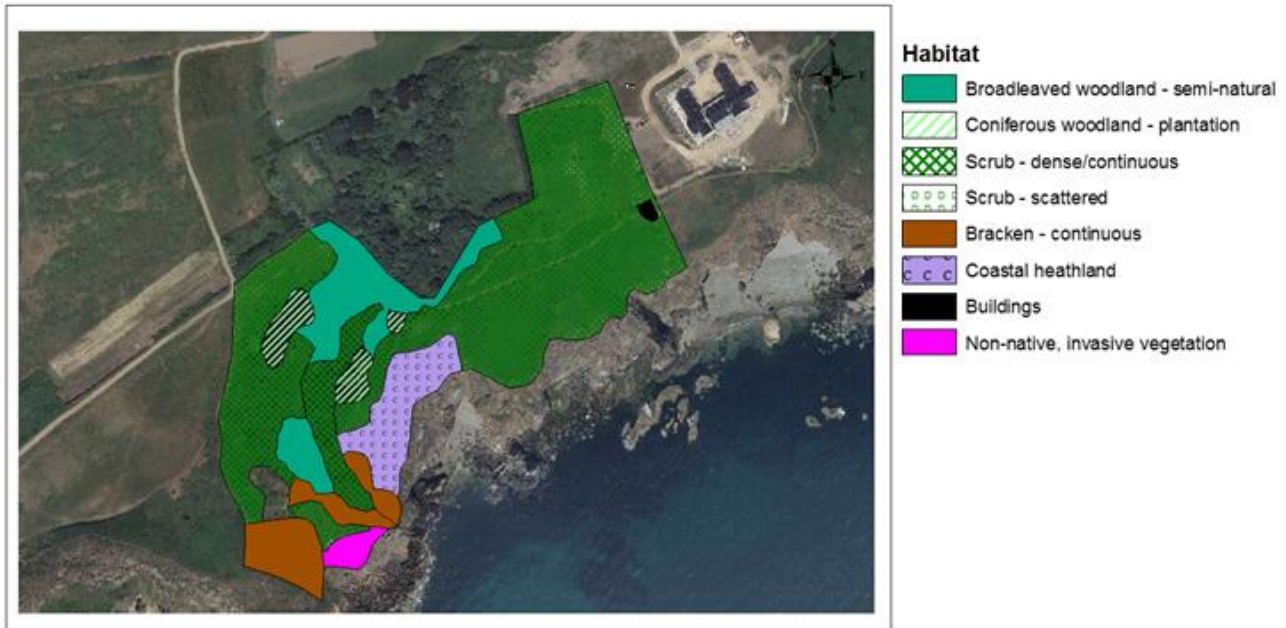 Habitat
Broadleaved woodland - semi-natural
Coniferous woodland - plantation
Scrub - dense/continuous
Scrub - scattered
Bracken - continuous
Coastal heathland
Buildings
Non-native, invasive vegetation